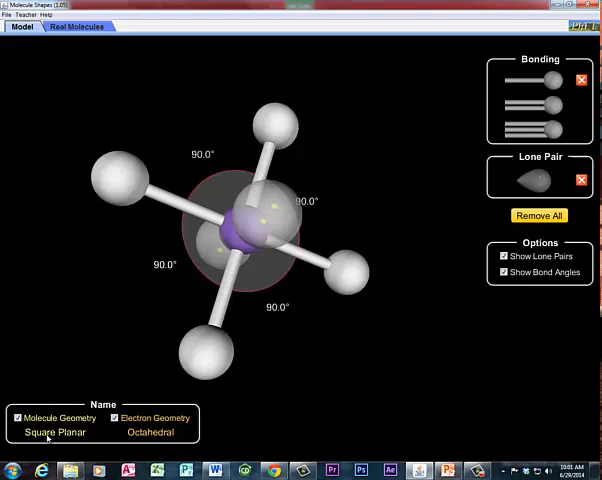 Molecule Shapes (1.05)
File Teacher Help
Model Real Molecules
PhET
Bonding
90.0°
90.0°
Lone Pair
Remove All
Options
Show Lone Pairs
Show Bond Angles
90.0°
90.0°
Name
Molecule Geometry Electron Geometry
Square Planar Octahedral
10:01 AM
6/29/2014